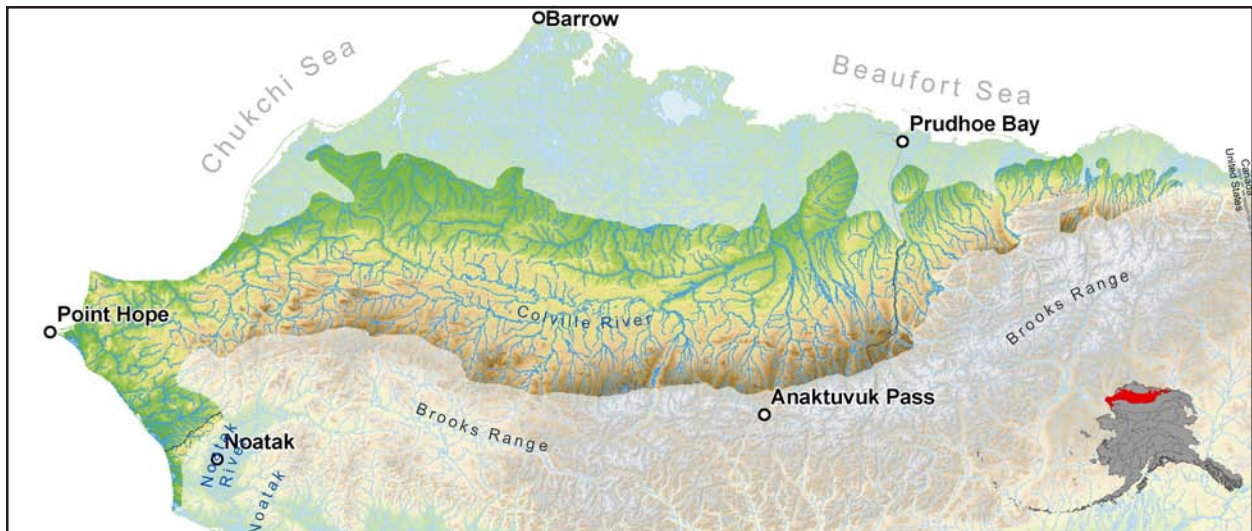 Barrow
Chukchi Sea
Beaufort Sea
Prudhoe Bay
Canada
United States
Point Hope
Colville River
Brooks Range
Anaktuvuk Pass
Brooks Range
Noatak
Noatak
River
Noatak